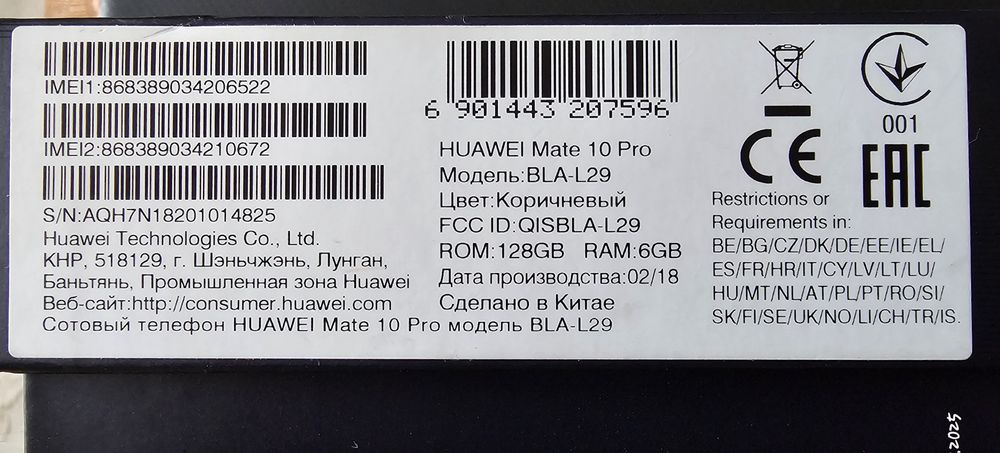 IMEI1:868389034206522
IMEI2:868389034210672
S/N:AQH7N18201014825
Huawei Technologies Co., Ltd.
КНР, 518129, г. Шэньчжэнь, Лунган,
Баньтянь, Промышленная зона Huawei
Веб-сайт:http://consumer.huawei.com
Сотовый телефон HUAWEI Mate 10 Pro модель BLA-L29
6 901443 207596
HUAWEI Mate 10 Pro
Модель:BLA-L29
Цвет:Коричневый
FCC ID:QISBLA-L29
ROM:128GB RAM:6GB
Дата производства:02/18
Сделано в Китае
001
CE
EAC
Restrictions or
Requirements in:
BE/BG/CZ/DK/DE/EE/IE/EL/
ES/FR/HR/IT/CY/LV/LT/LU/
HU/MT/NL/AT/PL/PT/RO/SI/
SK/FI/SE/UK/NO/LI/CH/TR/IS.
.2025